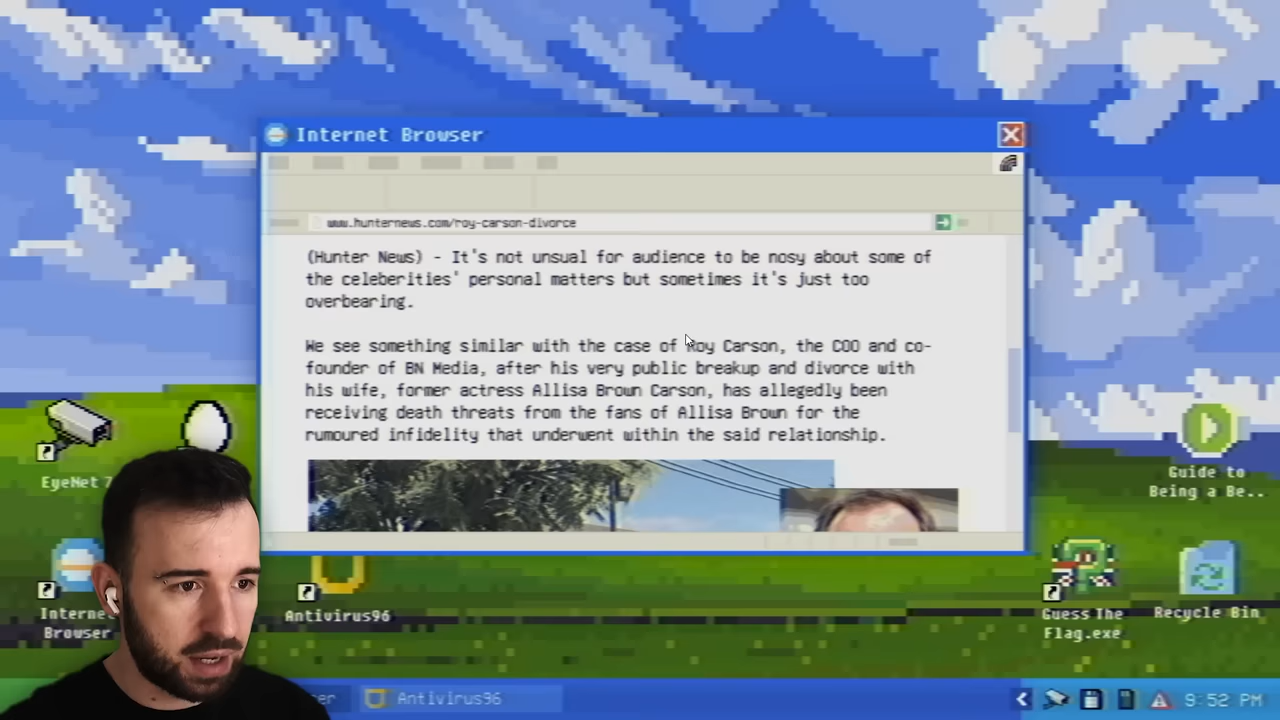 Internet Browser
www.hunternews.com/roy-carson-divorce
(Hunter News) - It's not unsual for audience to be nosy about some of
the celeberities' personal matters but sometimes it's just too
overbearing.
We see something similar with the case of Roy Carson, the COO and co-
founder of BN Media, after his very public breakup and divorce with
his wife, former actress Allisa Brown Carson, has allegedly been
receiving death threats from the fans of Allisa Brown for the
rumoured infidelity that underwent within the said relationship.
EyeNet
Internet
Browser
Antivirus96
Guide to
Being a Be..
Guess The
Flag.exe
Recycle Bin
Antivirus96
9:52 PM